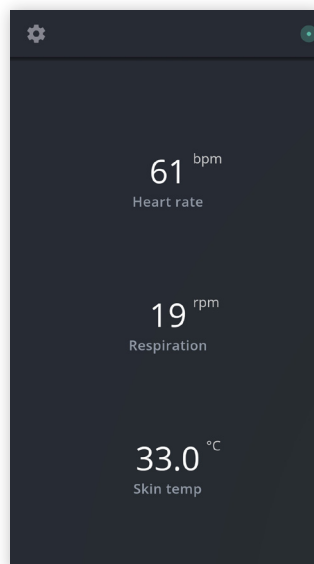 61 bpm
Heart rate
19 rpm
Respiration
33.0 °C
Skin temp